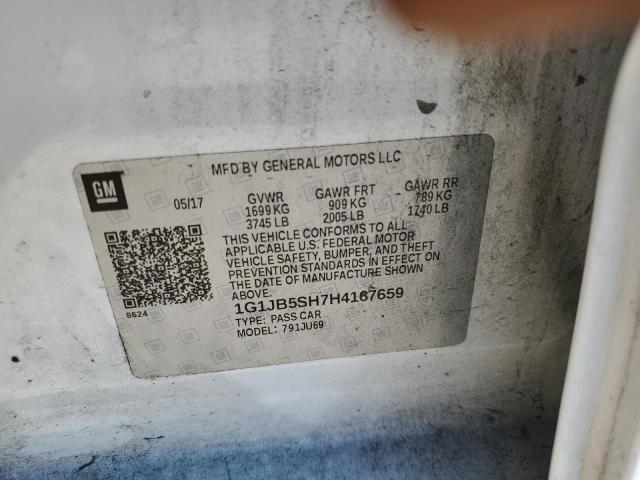 MFD BY GENERAL MOTORS LLC
GM
05/17 GVWR GAWR FRT GAWR RR
1699 KG 909 KG 789 KG
3745 LB 2005 LB 1740 LB
THIS VEHICLE CONFORMS TO ALL
APPLICABLE U.S. FEDERAL MOTOR
VEHICLE SAFETY, BUMPER, AND THEFT
PREVENTION STANDARDS IN EFFECT ON
THE DATE OF MANUFACTURE SHOWN
ABOVE.
8624
1G1JB5SH7H4167659
TYPE: PASS CAR
MODEL: 791JU69